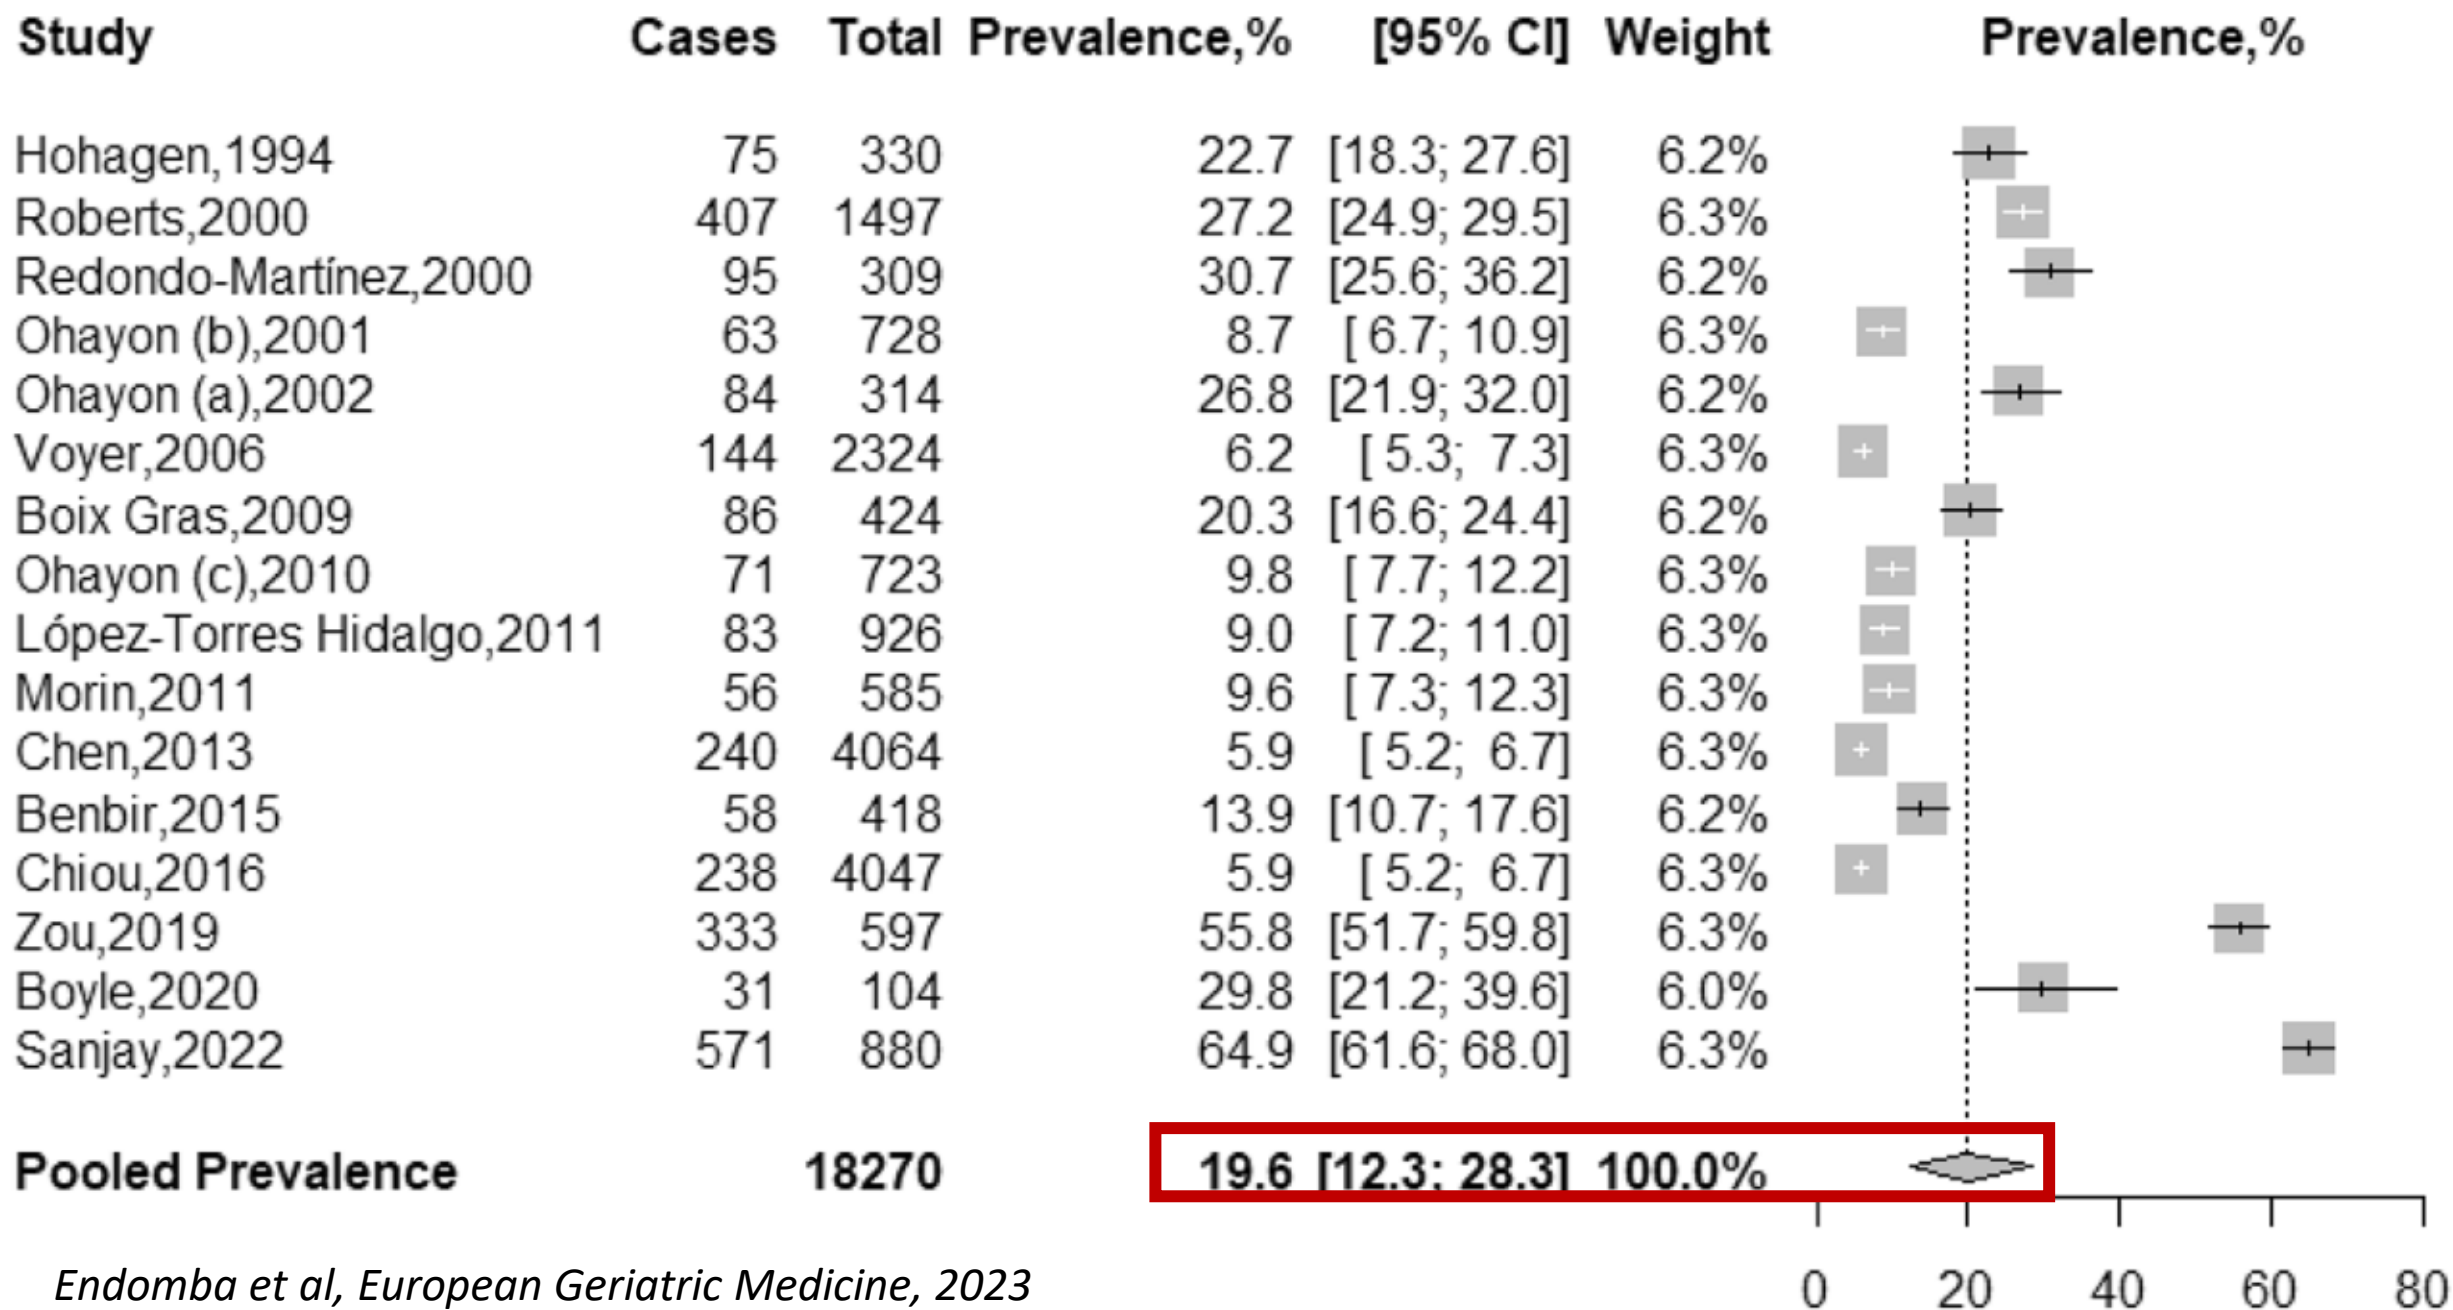 Study Cases Total Prevalence,% [95% CI] Weight Prevalence,%
Hohagen,1994 75 330 22.7 [18.3; 27.6] 6.2%
Roberts,2000 407 1497 27.2 [24.9; 29.5] 6.3%
Redondo-Martínez,2000 95 309 30.7 [25.6; 36.2] 6.2%
Ohayon (b),2001 63 728 8.7 [ 6.7; 10.9] 6.3%
Ohayon (a),2002 84 314 26.8 [21.9; 32.0] 6.2%
Voyer,2006 144 2324 6.2 [ 5.3; 7.3] 6.3%
Boix Gras,2009 86 424 20.3 [16.6; 24.4] 6.2%
Ohayon (c),2010 71 723 9.8 [ 7.7; 12.2] 6.3%
López-Torres Hidalgo,2011 83 926 9.0 [ 7.2; 11.0] 6.3%
Morin,2011 56 585 9.6 [ 7.3; 12.3] 6.3%
Chen,2013 240 4064 5.9 [ 5.2; 6.7] 6.3%
Benbir,2015 58 418 13.9 [10.7; 17.6] 6.2%
Chiou,2016 238 4047 5.9 [ 5.2; 6.7] 6.3%
Zou,2019 333 597 55.8 [51.7; 59.8] 6.3%
Boyle,2020 31 104 29.8 [21.2; 39.6] 6.0%
Sanjay,2022 571 880 64.9 [61.6; 68.0] 6.3%
Pooled Prevalence 18270 19.6 [12.3; 28.3] 100.0%
0 20 40 60 80
Endomba et al, European Geriatric Medicine, 2023